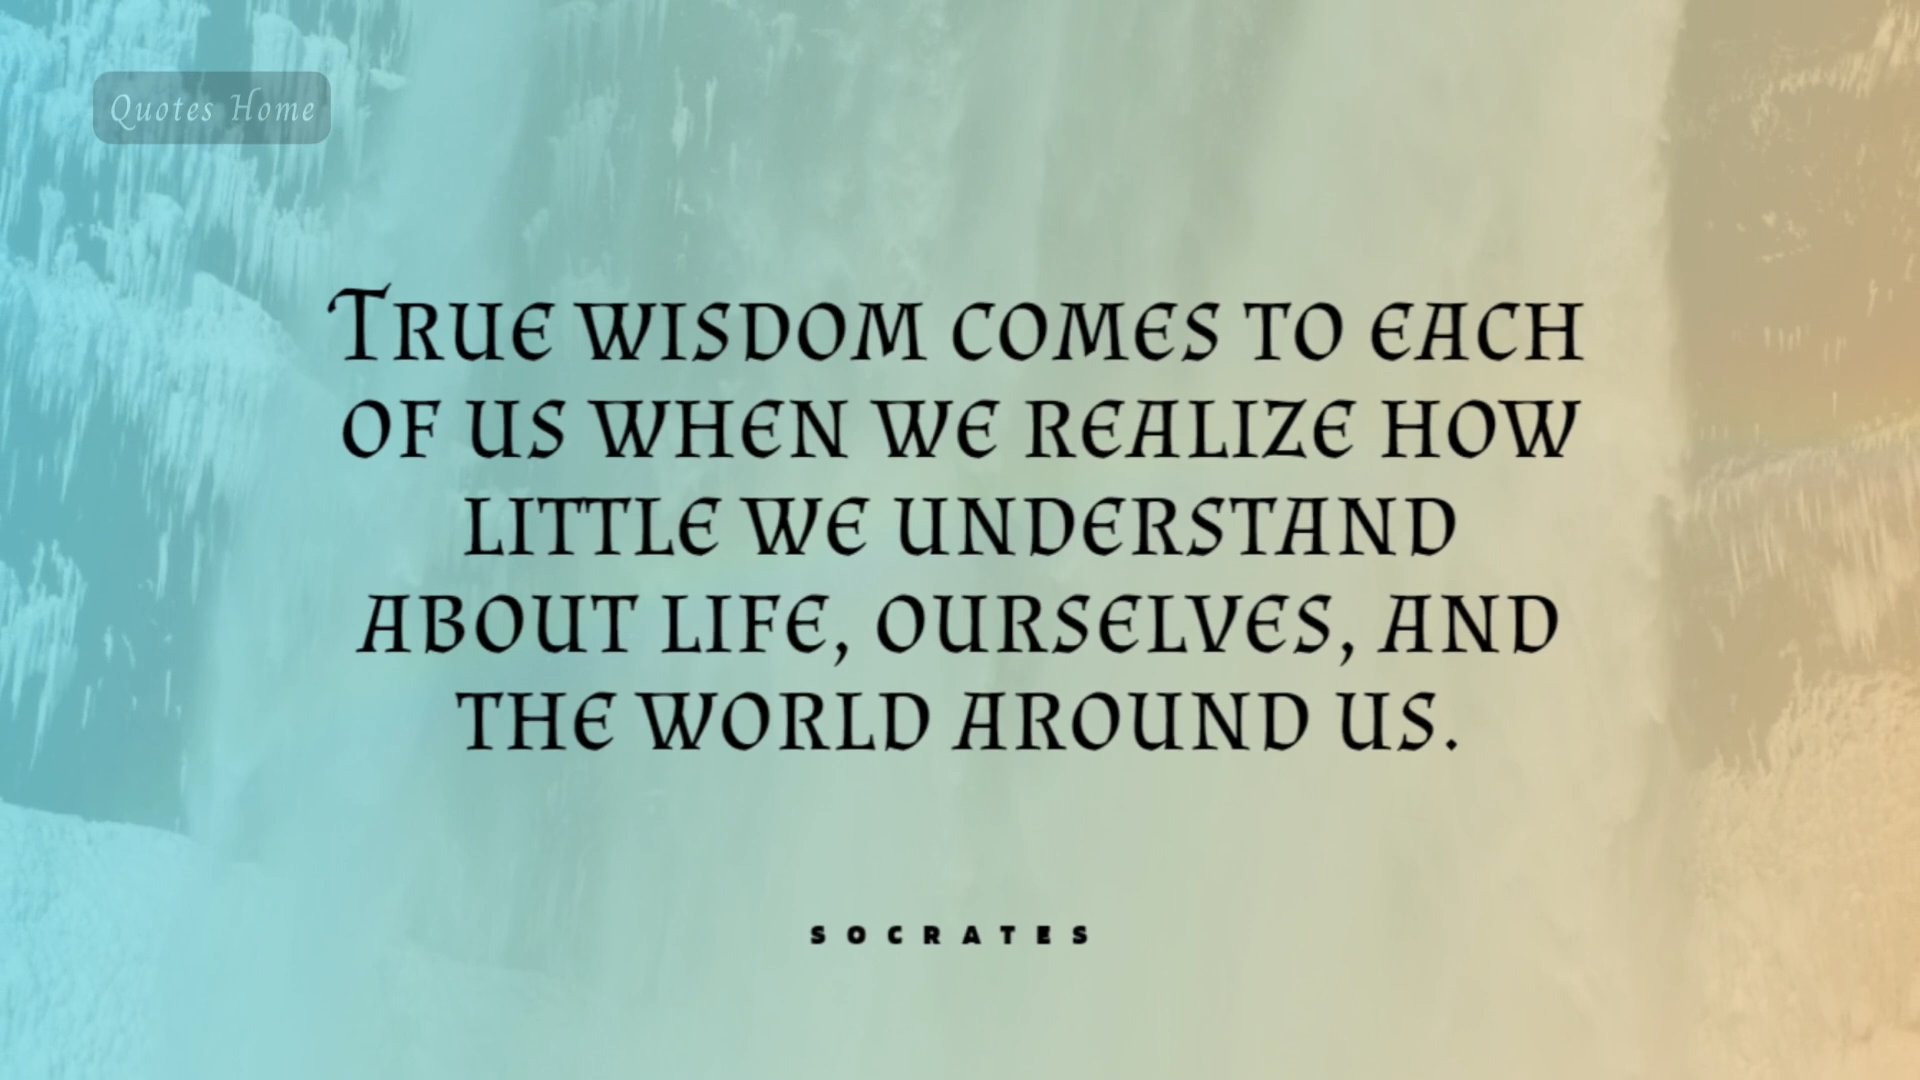 Quotes Home
True wisdom comes to each
of us when we realize how
little we understand
about life, ourselves, and
the world around us.
SOCRATES